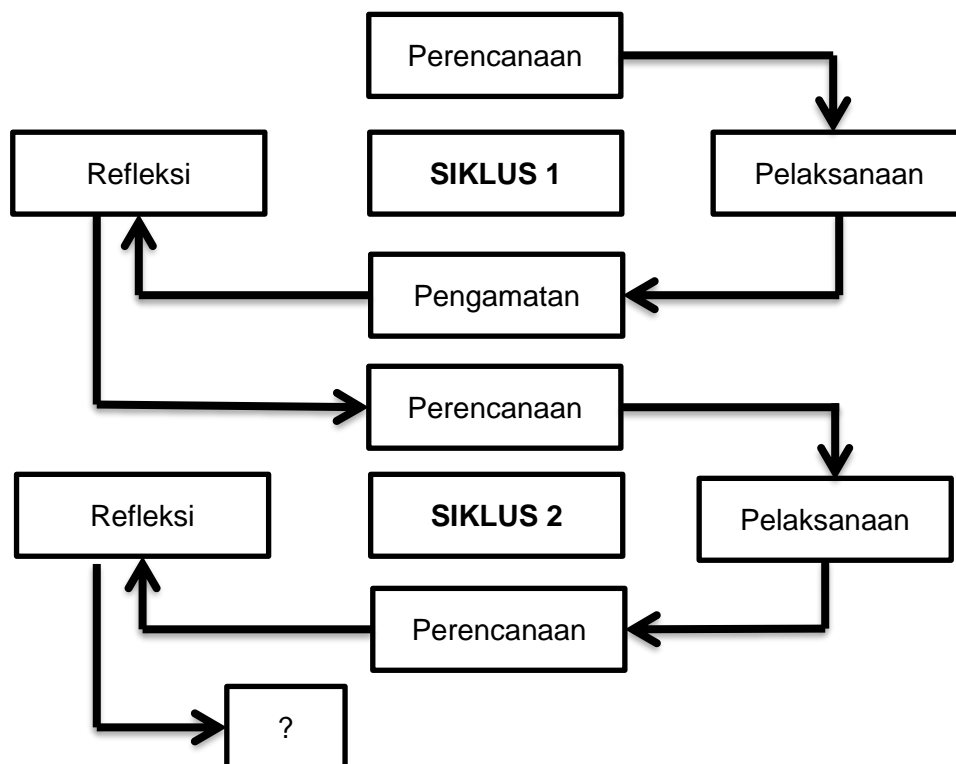 Perencanaan
Refleksi
SIKLUS 1
Pelaksanaan
Pengamatan
Perencanaan
Refleksi
SIKLUS 2
Pelaksanaan
Perencanaan
?